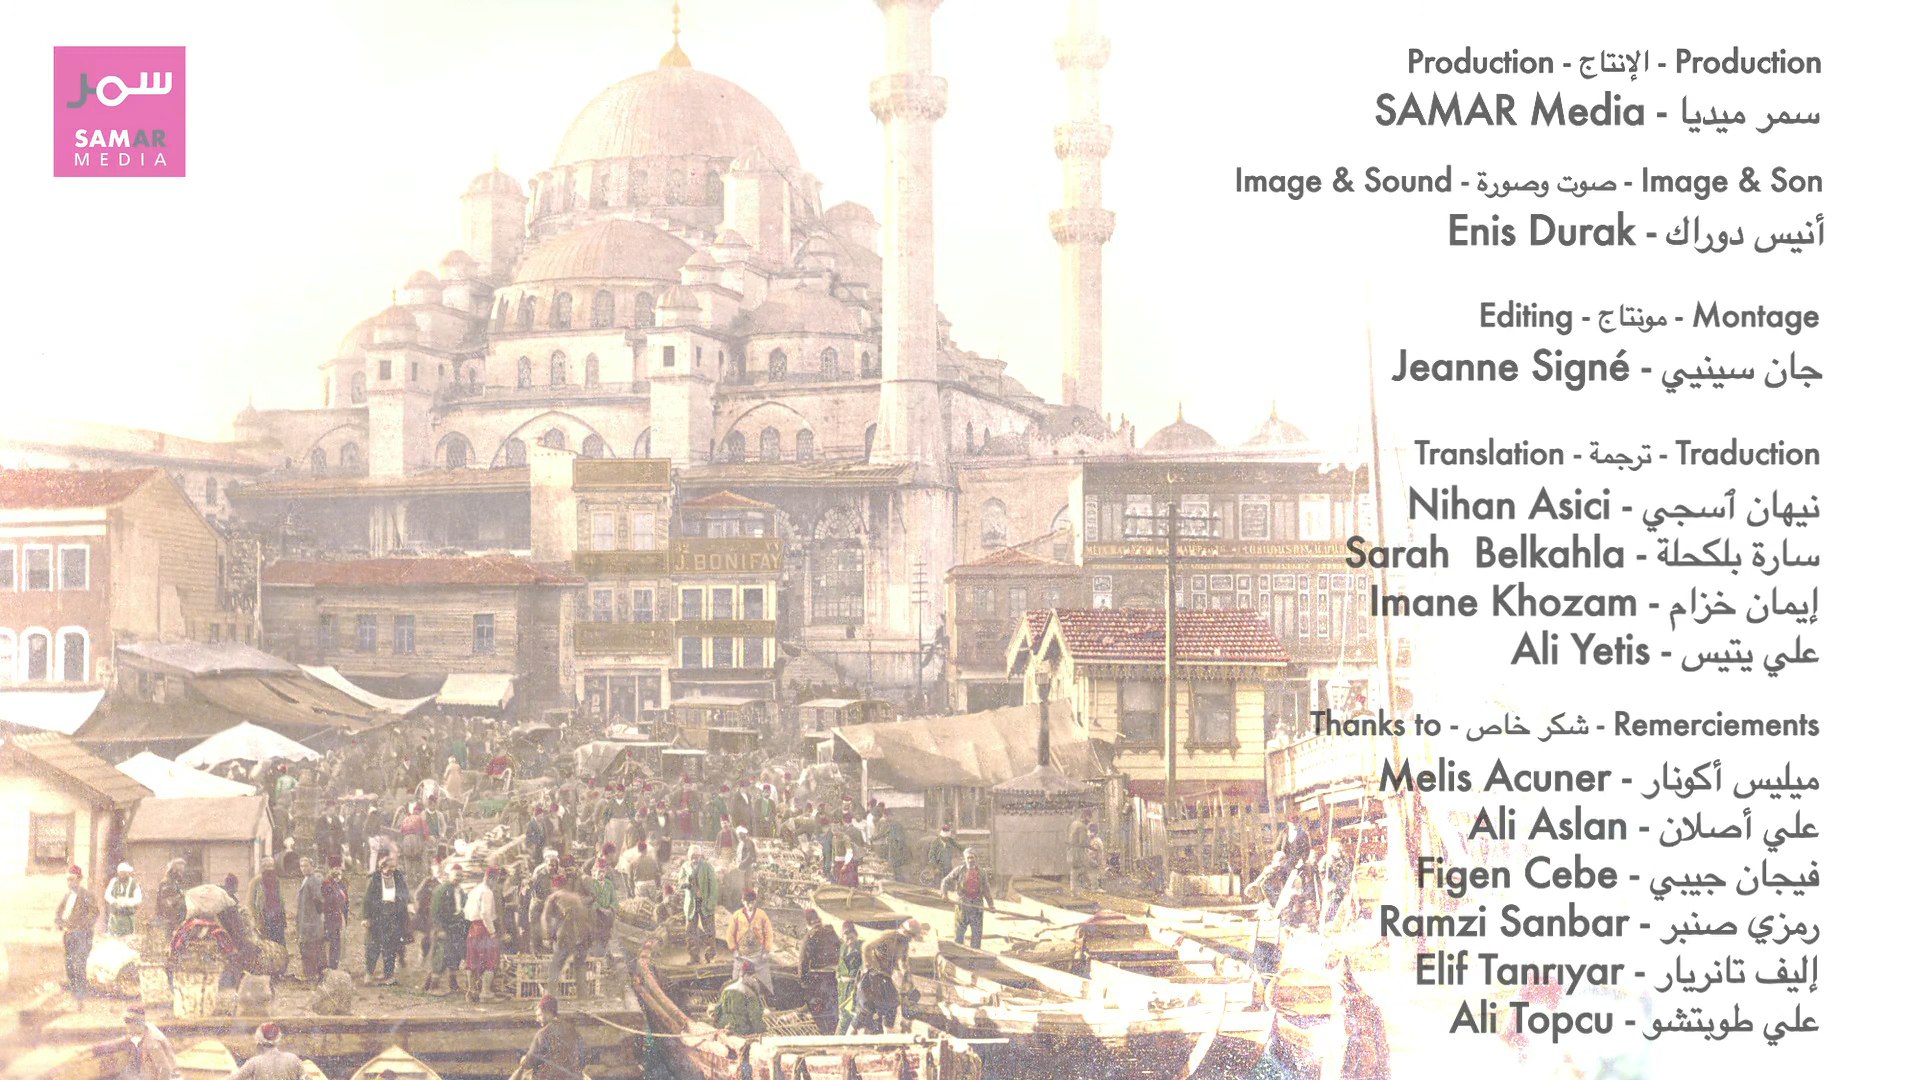 سمر
SAMAR
MEDIA
Production - الإنتاج - Production
SAMAR Media - سمر ميديا
Image & Sound - صوت وصورة - Image & Son
Enis Durak - أنيس دوراك
Editing - مونتاج - Montage
Jeanne Signé - جان سينيي
Translation - ترجمة - Traduction
Nihan Asici - نيهان آسجي
Sarah Belkahla - سارة بلكحلة
Imane Khozam - إيمان خزام
Ali Yetis - علي يتيس
Thanks to - شكر خاص - Remerciements
Melis Acuner - ميليس أكونار
Ali Aslan - علي أصلان
Figen Cebe - فيجان جيبي
Ramzi Sanbar - رمزي صنبر
Elif Tanrıyar - إليف تانريار
Ali Topcu - علي طوبتشو
J.BONIFAY